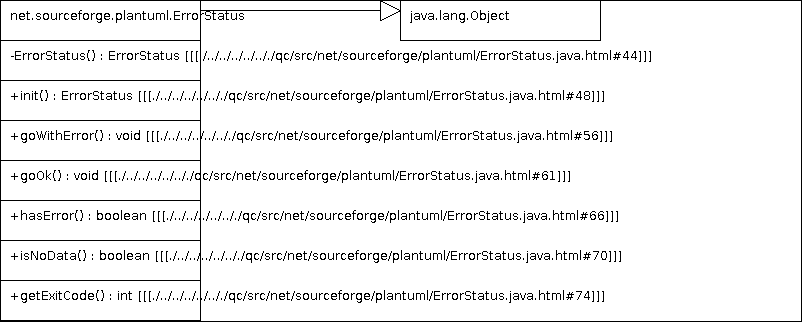 net.sourceforge.plantuml.ErrorStatus
java.lang.Object
-ErrorStatus() : ErrorStatus [[[./../../../../../qc/src/net/sourceforge/plantuml/ErrorStatus.java.html#44]]]
+init() : ErrorStatus [[[./../../../../../qc/src/net/sourceforge/plantuml/ErrorStatus.java.html#48]]]
+goWithError() : void [[[./../../../../../qc/src/net/sourceforge/plantuml/ErrorStatus.java.html#56]]]
+goOk() : void [[[./../../../../../qc/src/net/sourceforge/plantuml/ErrorStatus.java.html#61]]]
+hasError() : boolean [[[./../../../../../qc/src/net/sourceforge/plantuml/ErrorStatus.java.html#66]]]
+isNoData() : boolean [[[./../../../../../qc/src/net/sourceforge/plantuml/ErrorStatus.java.html#70]]]
+getExitCode() : int [[[./../../../../../qc/src/net/sourceforge/plantuml/ErrorStatus.java.html#74]]]